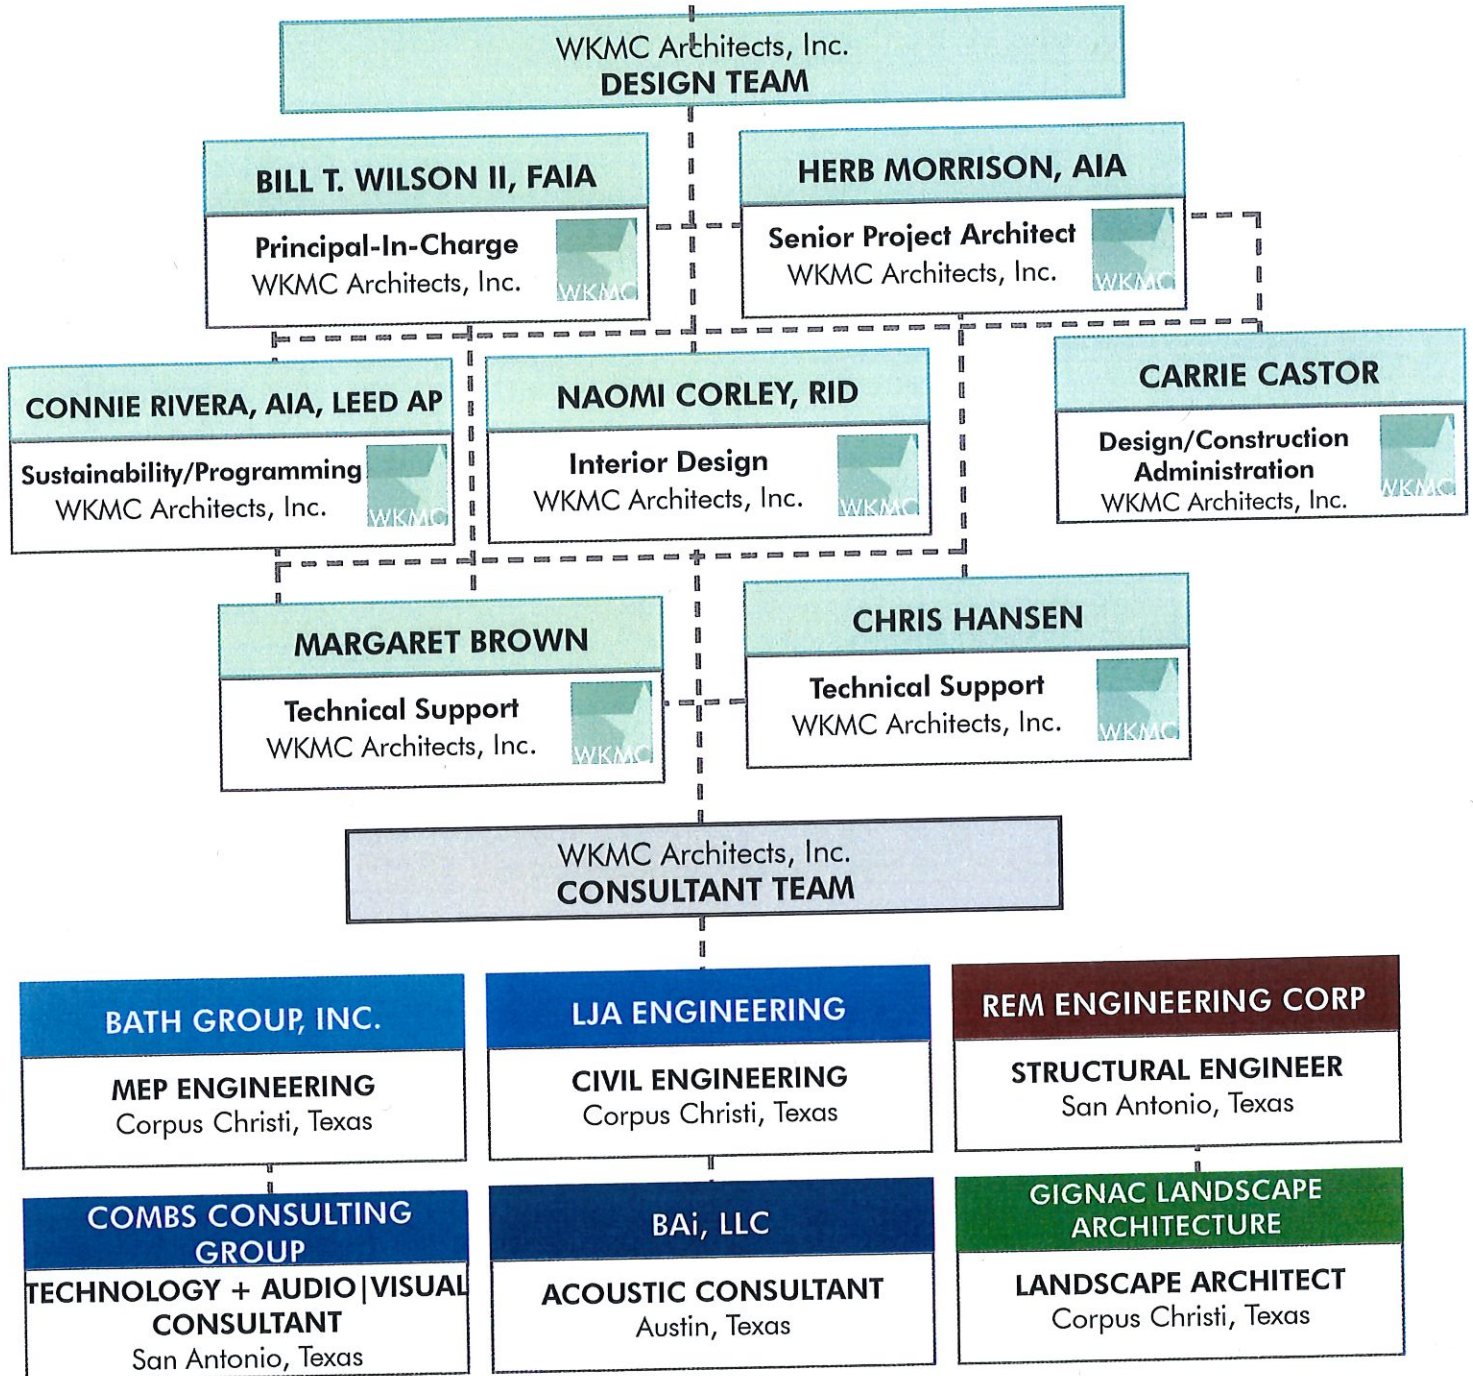 WKMC Architects, Inc.
DESIGN TEAM
BILL T. WILSON II, FAIA
Principal-In-Charge
WKMC Architects, Inc.
WKMC
HERB MORRISON, AIA
Senior Project Architect
WKMC Architects, Inc.
WKMC
CONNIE RIVERA, AIA, LEED AP
Sustainability/Programming
WKMC Architects, Inc.
WKMC
NAOMI CORLEY, RID
Interior Design
WKMC Architects, Inc.
WKMC
CARRIE CASTOR
Design/Construction
Administration
WKMC Architects, Inc.
WKMC
MARGARET BROWN
Technical Support
WKMC Architects, Inc.
WKMC
CHRIS HANSEN
Technical Support
WKMC Architects, Inc.
WKMC
WKMC Architects, Inc.
CONSULTANT TEAM
BATH GROUP, INC.
MEP ENGINEERING
Corpus Christi, Texas
LJA ENGINEERING
CIVIL ENGINEERING
Corpus Christi, Texas
REM ENGINEERING CORP
STRUCTURAL ENGINEER
San Antonio, Texas
COMBS CONSULTING
GROUP
TECHNOLOGY + AUDIO|VISUAL
CONSULTANT
San Antonio, Texas
BAi, LLC
ACOUSTIC CONSULTANT
Austin, Texas
GIGNAC LANDSCAPE
ARCHITECTURE
LANDSCAPE ARCHITECT
Corpus Christi, Texas